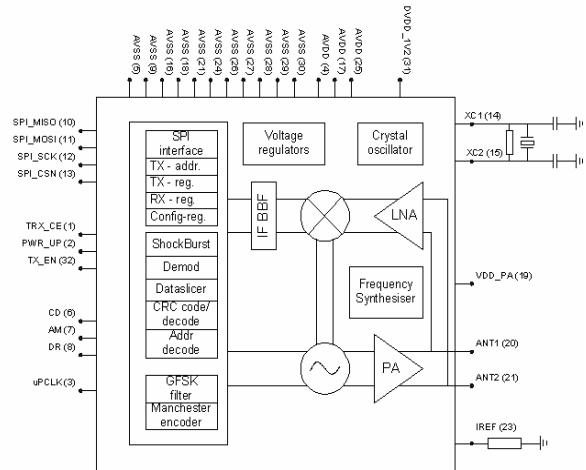 AVSS (5)
AVSS (9)
AVSS (16)
AVSS (18)
AVSS (21)
AVSS (24)
AVSS (26)
AVSS (27)
AVSS (28)
AVSS (29)
AVSS (30)
AVDD (4)
AVDD (17)
AVDD (25)
DVDD_1V2 (31)
SPI_MISO (10)
SPI_MOSI (11)
SPI_SCK (12)
SPI_CSN (13)
TRX_CE (1)
PWR_UP (2)
TX_EN (32)
CD (6)
AM (7)
DR (8)
uPCLK (3)
SPI
interface
TX - addr.
TX - reg.
RX - reg.
Config-reg.
ShockBurst
Demod
Dataslicer
CRC code/
decode
Addr
decode
GFSK
filter
Manchester
encoder
Voltage
regulators
Crystal
oscillator
IF BBF
LNA
Frequency
Synthesiser
PA
XC1 (14)
XC2 (15)
VDD_PA (19)
ANT1 (20)
ANT2 (21)
IREF (23)